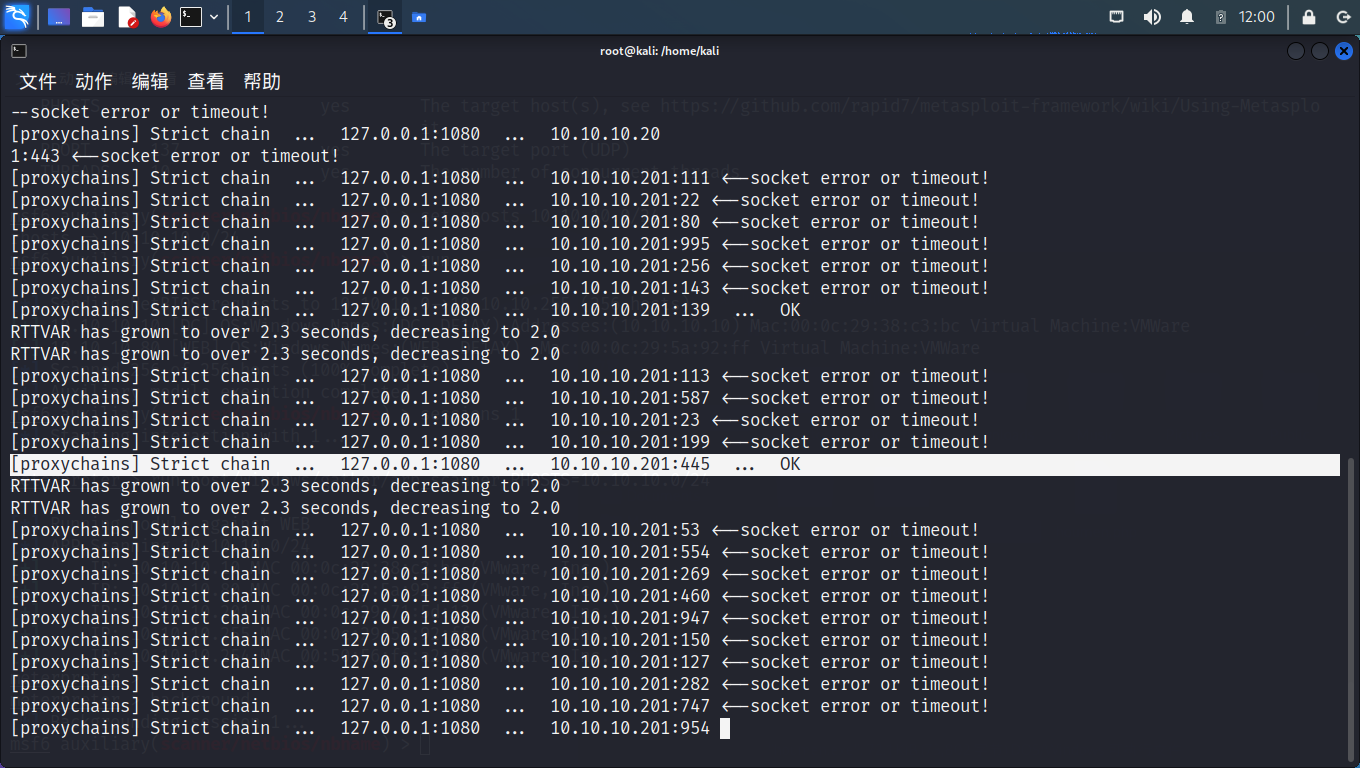 1 2 3 4 3 12:00
root@kali: /home/kali
文件 动作 编辑 查看 帮助
--socket error or timeout!
[proxychains] Strict chain ... 127.0.0.1:1080 ... 10.10.10.20
1:443 <--socket error or timeout!
[proxychains] Strict chain ... 127.0.0.1:1080 ... 10.10.10.201:111 <--socket error or timeout!
[proxychains] Strict chain ... 127.0.0.1:1080 ... 10.10.10.201:22 <--socket error or timeout!
[proxychains] Strict chain ... 127.0.0.1:1080 ... 10.10.10.201:80 <--socket error or timeout!
[proxychains] Strict chain ... 127.0.0.1:1080 ... 10.10.10.201:995 <--socket error or timeout!
[proxychains] Strict chain ... 127.0.0.1:1080 ... 10.10.10.201:256 <--socket error or timeout!
[proxychains] Strict chain ... 127.0.0.1:1080 ... 10.10.10.201:143 <--socket error or timeout!
[proxychains] Strict chain ... 127.0.0.1:1080 ... 10.10.10.201:139 ... OK
RTTVAR has grown to over 2.3 seconds, decreasing to 2.0
RTTVAR has grown to over 2.3 seconds, decreasing to 2.0
[proxychains] Strict chain ... 127.0.0.1:1080 ... 10.10.10.201:113 <--socket error or timeout!
[proxychains] Strict chain ... 127.0.0.1:1080 ... 10.10.10.201:587 <--socket error or timeout!
[proxychains] Strict chain ... 127.0.0.1:1080 ... 10.10.10.201:23 <--socket error or timeout!
[proxychains] Strict chain ... 127.0.0.1:1080 ... 10.10.10.201:199 <--socket error or timeout!
[proxychains] Strict chain ... 127.0.0.1:1080 ... 10.10.10.201:445 ... OK
RTTVAR has grown to over 2.3 seconds, decreasing to 2.0
RTTVAR has grown to over 2.3 seconds, decreasing to 2.0
[proxychains] Strict chain ... 127.0.0.1:1080 ... 10.10.10.201:53 <--socket error or timeout!
[proxychains] Strict chain ... 127.0.0.1:1080 ... 10.10.10.201:554 <--socket error or timeout!
[proxychains] Strict chain ... 127.0.0.1:1080 ... 10.10.10.201:269 <--socket error or timeout!
[proxychains] Strict chain ... 127.0.0.1:1080 ... 10.10.10.201:460 <--socket error or timeout!
[proxychains] Strict chain ... 127.0.0.1:1080 ... 10.10.10.201:947 <--socket error or timeout!
[proxychains] Strict chain ... 127.0.0.1:1080 ... 10.10.10.201:150 <--socket error or timeout!
[proxychains] Strict chain ... 127.0.0.1:1080 ... 10.10.10.201:127 <--socket error or timeout!
[proxychains] Strict chain ... 127.0.0.1:1080 ... 10.10.10.201:282 <--socket error or timeout!
[proxychains] Strict chain ... 127.0.0.1:1080 ... 10.10.10.201:747 <--socket error or timeout!
[proxychains] Strict chain ... 127.0.0.1:1080 ... 10.10.10.201:954